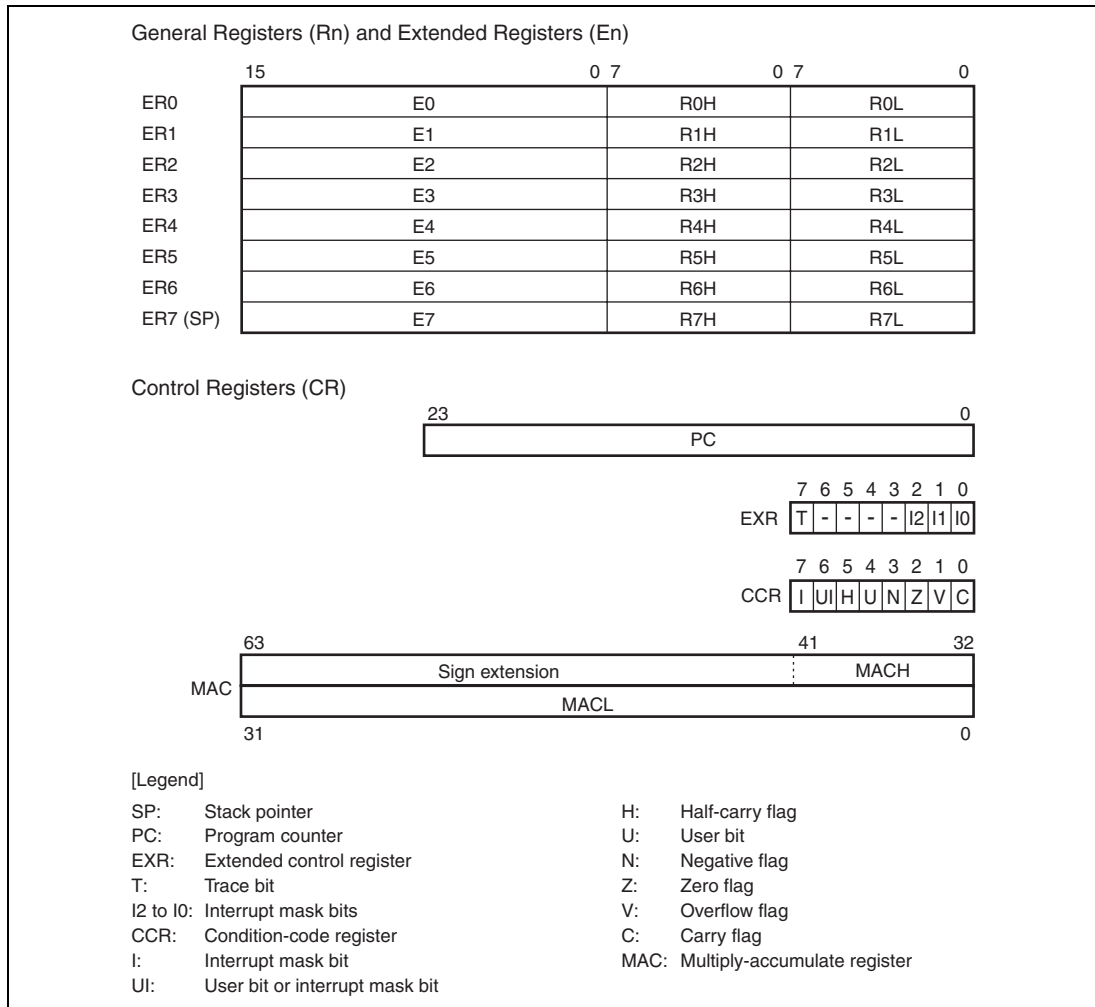 General Registers (Rn) and Extended Registers (En)
15 0 7 0 7 0
ER0 E0 R0H R0L
ER1 E1 R1H R1L
ER2 E2 R2H R2L
ER3 E3 R3H R3L
ER4 E4 R4H R4L
ER5 E5 R5H R5L
ER6 E6 R6H R6L
ER7 (SP) E7 R7H R7L
Control Registers (CR)
23 0
PC
7 6 5 4 3 2 1 0
EXR T - - - - I2 I1 I0
7 6 5 4 3 2 1 0
CCR I UI H U N Z V C
63 41 32
Sign extension MACH
MAC
MACL
31 0
[Legend]
SP: Stack pointer
PC: Program counter
EXR: Extended control register
T: Trace bit
I2 to I0: Interrupt mask bits
CCR: Condition-code register
I: Interrupt mask bit
UI: User bit or interrupt mask bit
H: Half-carry flag
U: User bit
N: Negative flag
Z: Zero flag
V: Overflow flag
C: Carry flag
MAC: Multiply-accumulate register